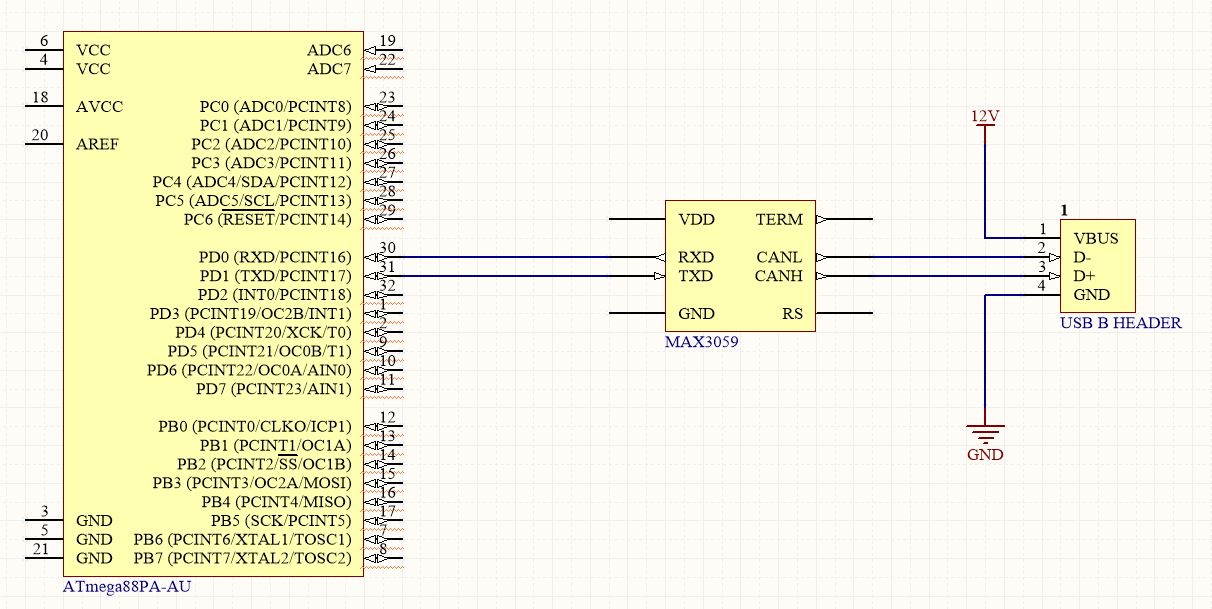 6 VCC ADC6 19
4 VCC ADC7 22
18 AVCC PC0 (ADC0/PCINT8) 23
PC1 (ADC1/PCINT9) 24
20 AREF PC2 (ADC2/PCINT10) 25
PC3 (ADC3/PCINT11) 26
PC4 (ADC4/SDA/PCINT12) 27
PC5 (ADC5/SCL/PCINT13) 28
PC6 (RESET/PCINT14) 29
PD0 (RXD/PCINT16) 30
PD1 (TXD/PCINT17) 31
PD2 (INT0/PCINT18) 32
PD3 (PCINT19/OC2B/INT1) 1
PD4 (PCINT20/XCK/T0) 2
PD5 (PCINT21/OC0B/T1) 9
PD6 (PCINT22/OC0A/AIN0) 10
PD7 (PCINT23/AIN1) 11
PB0 (PCINT0/CLKO/ICP1) 12
PB1 (PCINT1/OC1A) 13
PB2 (PCINT2/SS/OC1B) 14
PB3 (PCINT3/OC2A/MOSI) 15
PB4 (PCINT4/MISO) 16
3 GND PB5 (SCK/PCINT5) 17
5 GND PB6 (PCINT6/XTAL1/TOSC1) 7
21 GND PB7 (PCINT7/XTAL2/TOSC2) 8
ATmega88PA-AU
VDD TERM
RXD CANL
TXD CANH
GND RS
MAX3059
12V
1
1 VBUS
2 D-
3 D+
4 GND
USB B HEADER
GND